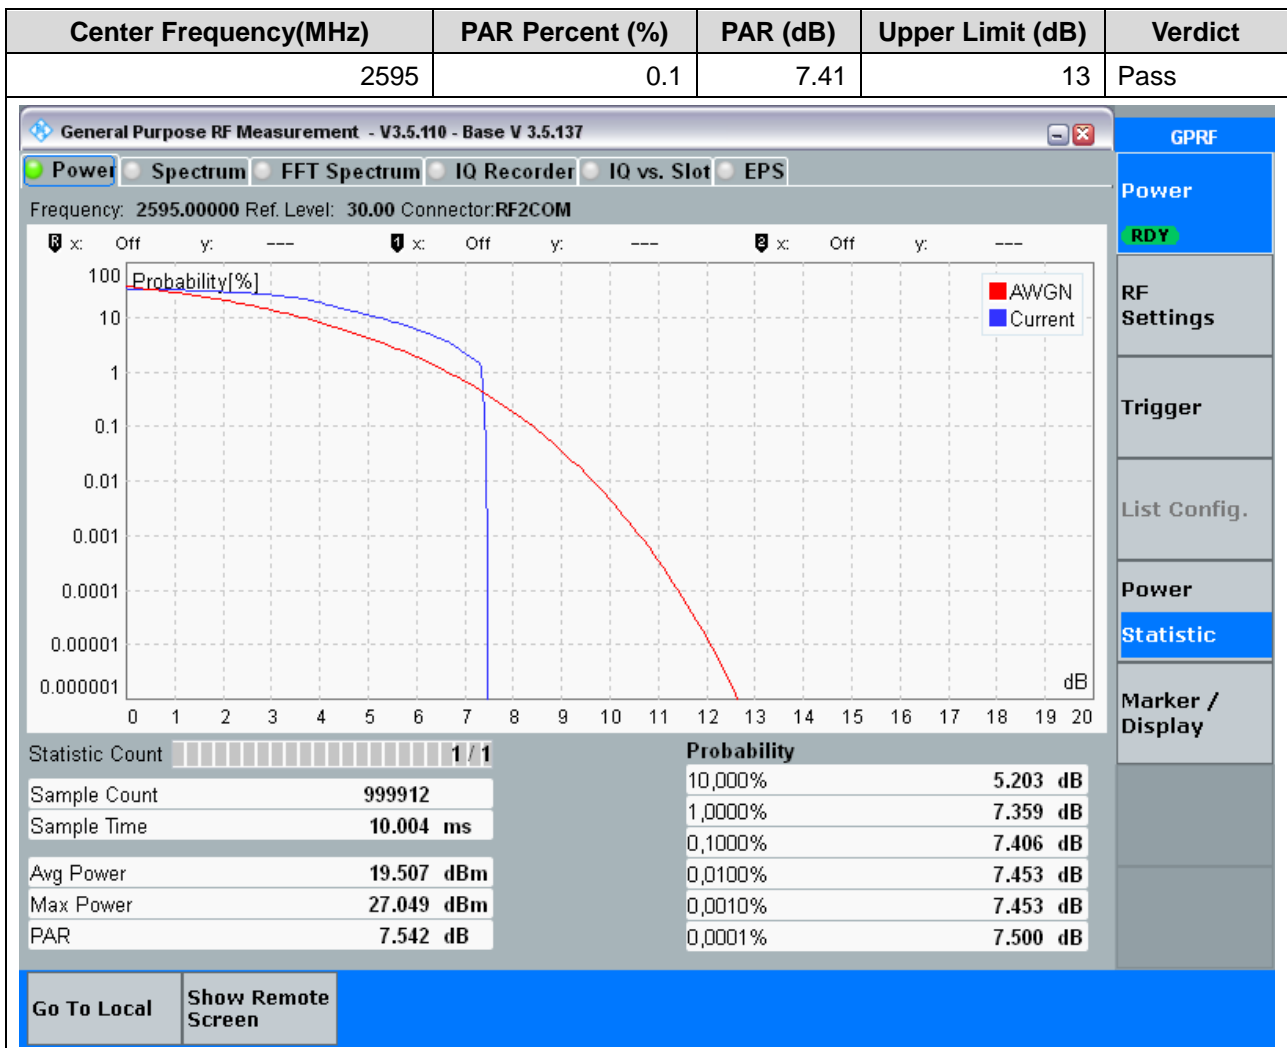 Center Frequency(MHz) PAR Percent (%) PAR (dB) Upper Limit (dB) Verdict
2595 0.1 7.41 13 Pass
General Purpose RF Measurement - V3.5.110 - Base V 3.5.137
GPRF
Power Spectrum FFT Spectrum IQ Recorder IQ vs. Slot EPS
Frequency: 2595.00000 Ref. Level: 30.00 Connector:RF2COM
R x: Off y: --- 1 x: Off y: --- 2 x: Off y: ---
Probability[%]
AWGN
Current
100
10
1
0.1
0.01
0.001
0.0001
0.00001
0.000001
dB
0 1 2 3 4 5 6 7 8 9 10 11 12 13 14 15 16 17 18 19 20
Statistic Count 1 / 1
Sample Count 999912
Sample Time 10.004 ms
Avg Power 19.507 dBm
Max Power 27.049 dBm
PAR 7.542 dB
Probability
10,000% 5.203 dB
1,0000% 7.359 dB
0,1000% 7.406 dB
0,0100% 7.453 dB
0,0010% 7.453 dB
0,0001% 7.500 dB
Power
RDY
RF
Settings
Trigger
List Config.
Power
Statistic
Marker /
Display
Go To Local
Show Remote
Screen